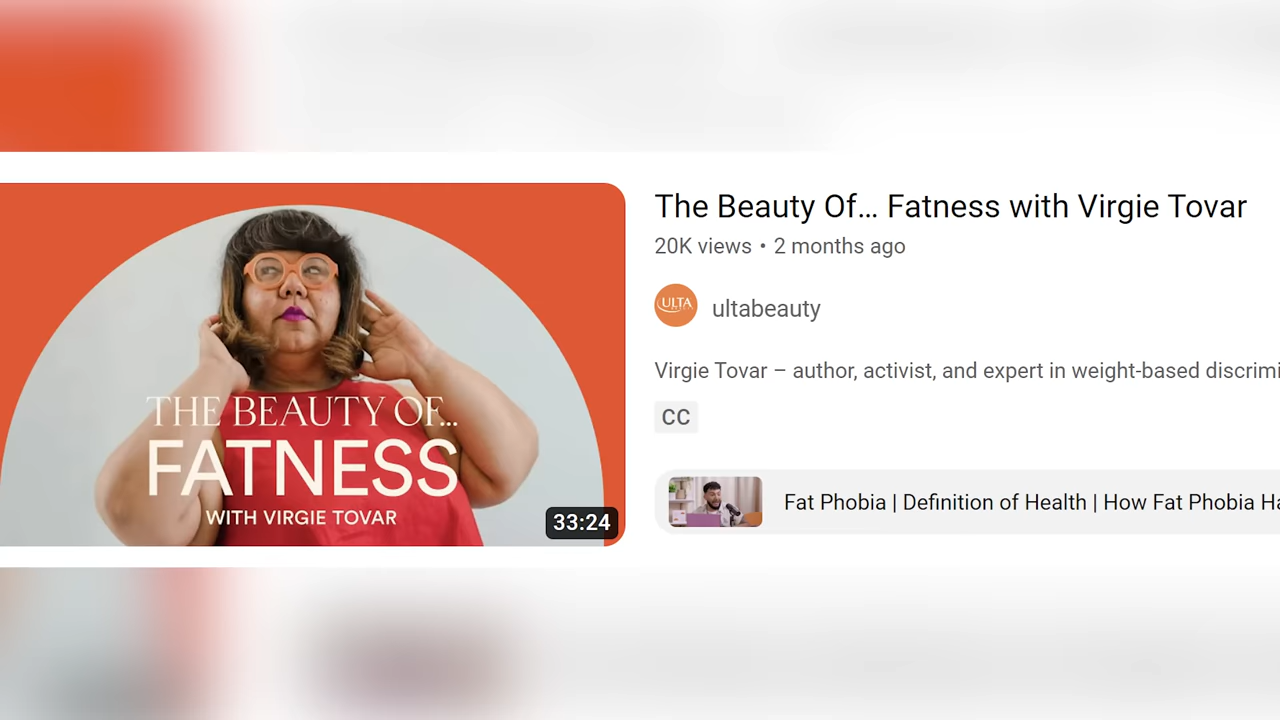 THE BEAUTY OF...
FATNESS
WITH VIRGIE TOVAR
33:24
The Beauty Of... Fatness with Virgie Tovar
20K views • 2 months ago
ULTA
ultabeauty
Virgie Tovar – author, activist, and expert in weight-based discrimi
CC
Fat Phobia | Definition of Health | How Fat Phobia Ha